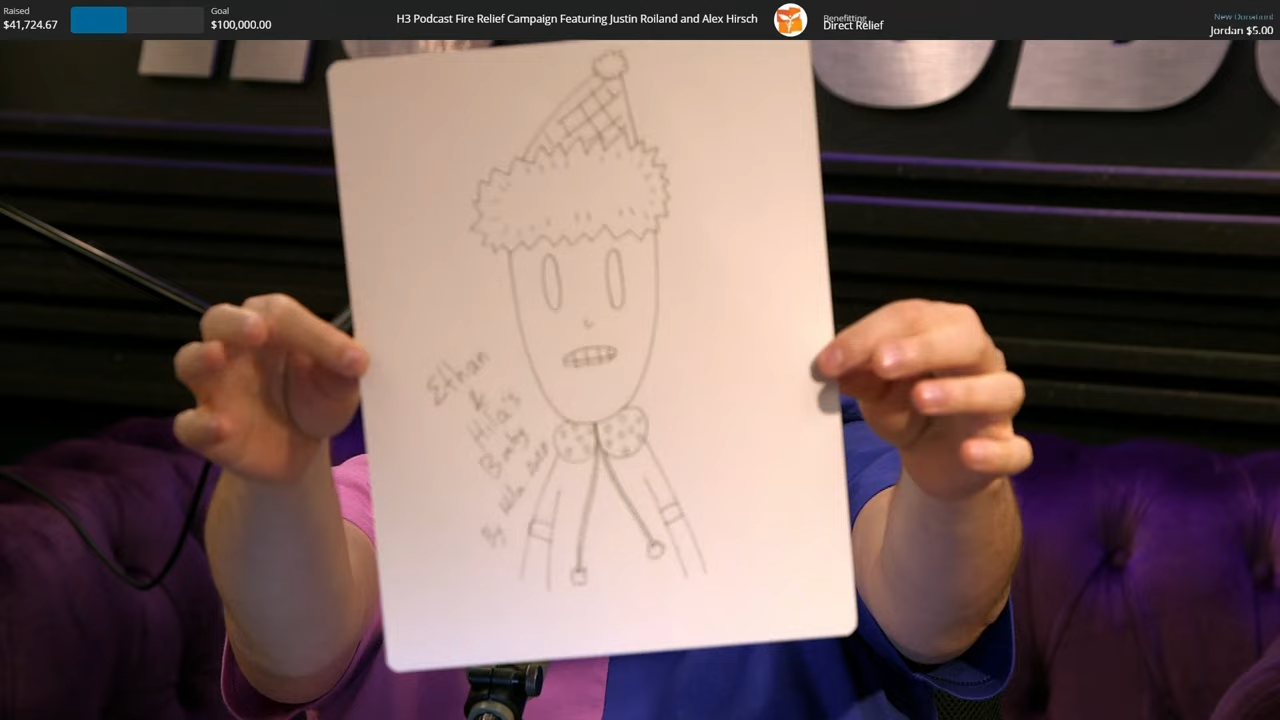 Raised
$41,724.67
Goal
$100,000.00
H3 Podcast Fire Relief Campaign Featuring Justin Roiland and Alex Hirsch
Benefitting
Direct Relief
New Donation!
Jordan $5.00
Ethan
&
Hila's
By